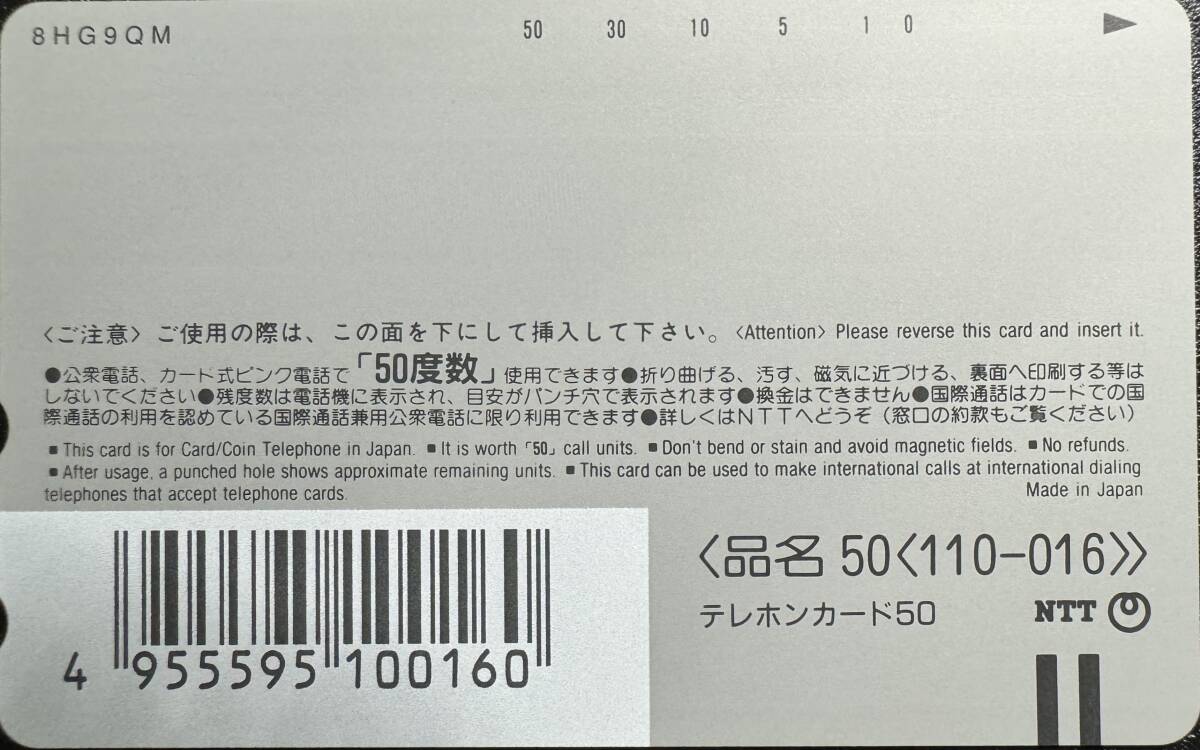 8HG9QM 50 30 10 5 1 0
〈ご注意〉ご使用の際は、この面を下にして挿入して下さい。〈Attention〉Please reverse this card and insert it.
●公衆電話、カード式ピンク電話で「50度数」使用できます●折り曲げる、汚す、磁気に近づける、裏面へ印刷する等は
しないでください●残度数は電話機に表示され、目安がパンチ穴で表示されます●換金はできません●国際通話はカードでの国
際通話の利用を認めている国際通話兼用公衆電話に限り利用できます●詳しくはNTTへどうぞ(窓口の約款もご覧ください)
■This card is for Card/Coin Telephone in Japan. ■It is worth「50」call units. ■Don't bend or stain and avoid magnetic fields. ■No refunds.
■After usage, a punched hole shows approximate remaining units. ■This card can be used to make international calls at international dialing
telephones that accept telephone cards. Made in Japan
〈品名 50〈110-016〉〉
テレホンカード50 NTT
4 955595 100160